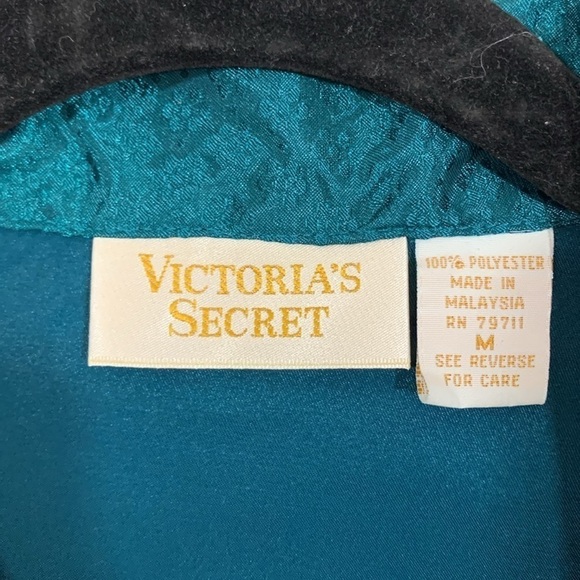 VICTORIA'S
SECRET
100% POLYESTER
MADE IN
MALAYSIA
RN 79711
M
SEE REVERSE
FOR CARE